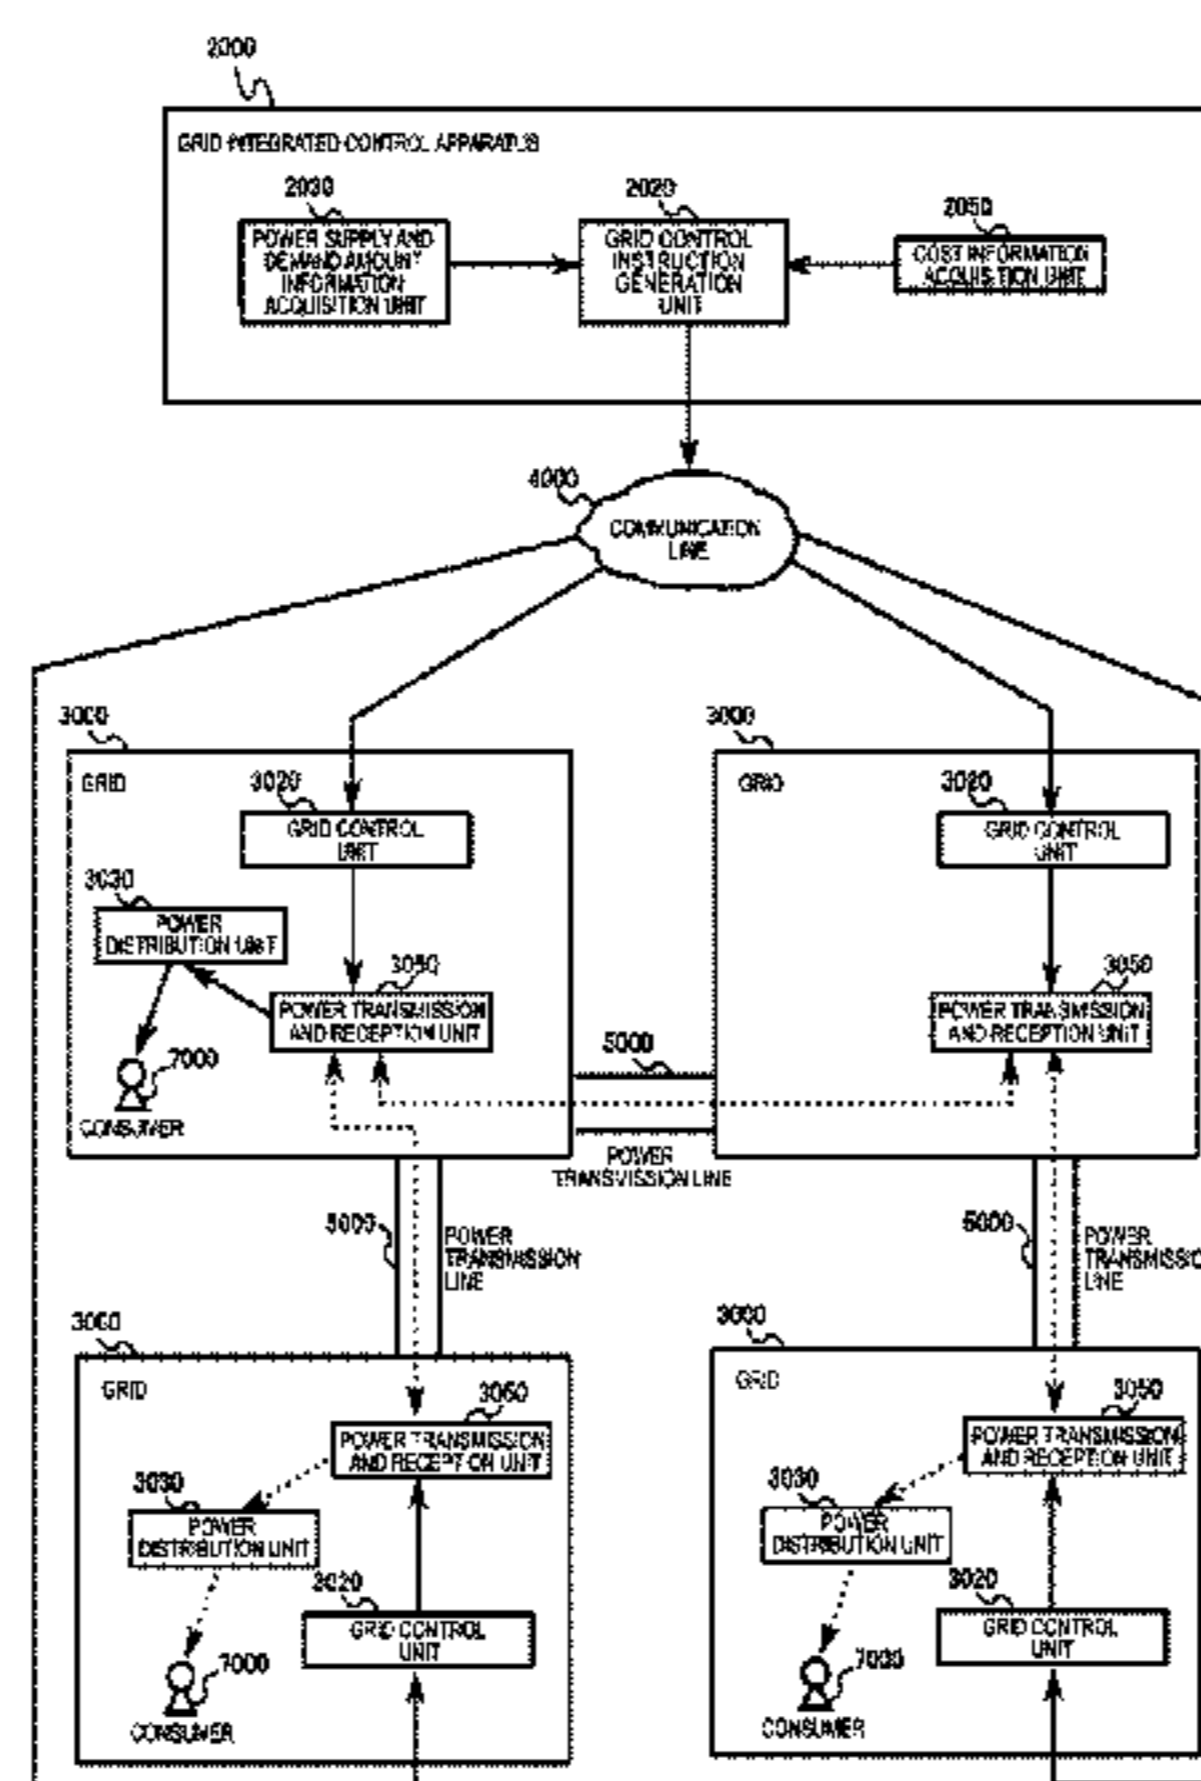 2000
GRID INTEGRATED CONTROL APPARATUS
2030
POWER SUPPLY AND
DEMAND AMOUNT
INFORMATION
ACQUISITION UNIT
2020
GRID CONTROL
INSTRUCTION
GENERATION
UNIT
2050
COST INFORMATION
ACQUISITION UNIT
4000
COMMUNICATION
LINE
3000
GRID
3020
GRID CONTROL
UNIT
3030
POWER
DISTRIBUTION UNIT
3050
POWER TRANSMISSION
AND RECEPTION UNIT
7000
CONSUMER
3000
GRID
3020
GRID CONTROL
UNIT
3050
POWER TRANSMISSION
AND RECEPTION UNIT
5000
POWER
TRANSMISSION LINE
5000
POWER
TRANSMISSION
LINE
5000
POWER
TRANSMISSIO
LINE
3000
GRID
3050
POWER TRANSMISSION
AND RECEPTION UNIT
3030
POWER
DISTRIBUTION UNIT
3020
GRID CONTROL
UNIT
7000
CONSUMER
3000
GRID
3050
POWER TRANSMISSION
AND RECEPTION UNIT
3030
POWER
DISTRIBUTION UNIT
3020
GRID CONTROL
UNIT
7000
CONSUMER